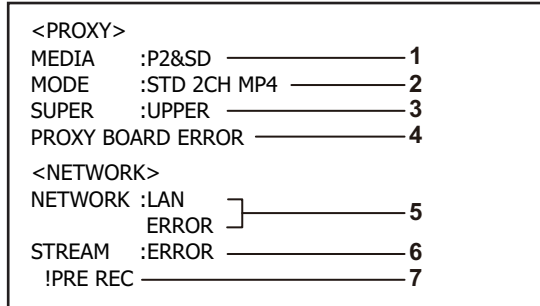 <PROXY>
MEDIA :P2&SD 1
MODE :STD 2CH MP4 2
SUPER :UPPER 3
PROXY BOARD ERROR 4
<NETWORK>
NETWORK :LAN
ERROR 5
STREAM :ERROR 6
!PRE REC 7